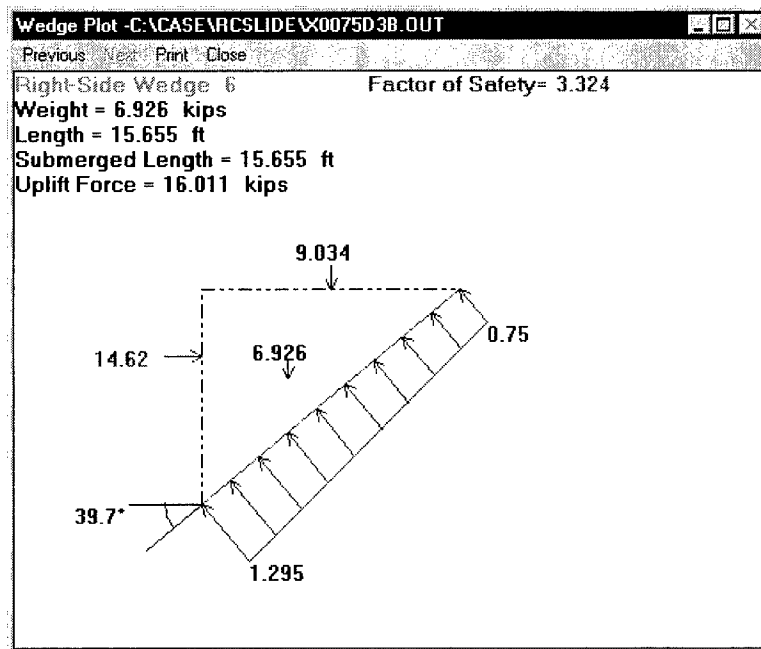 Wedge Plot -C:\CASE\RCSLIDE\X0075D3B.OUT
Previous Next Print Close
Right-Side Wedge 6 Factor of Safety= 3.324
Weight = 6.926 kips
Length = 15.655 ft
Submerged Length = 15.655 ft
Uplift Force = 16.011 kips
9.034
0.75
14.62
6.926
39.7°
1.295